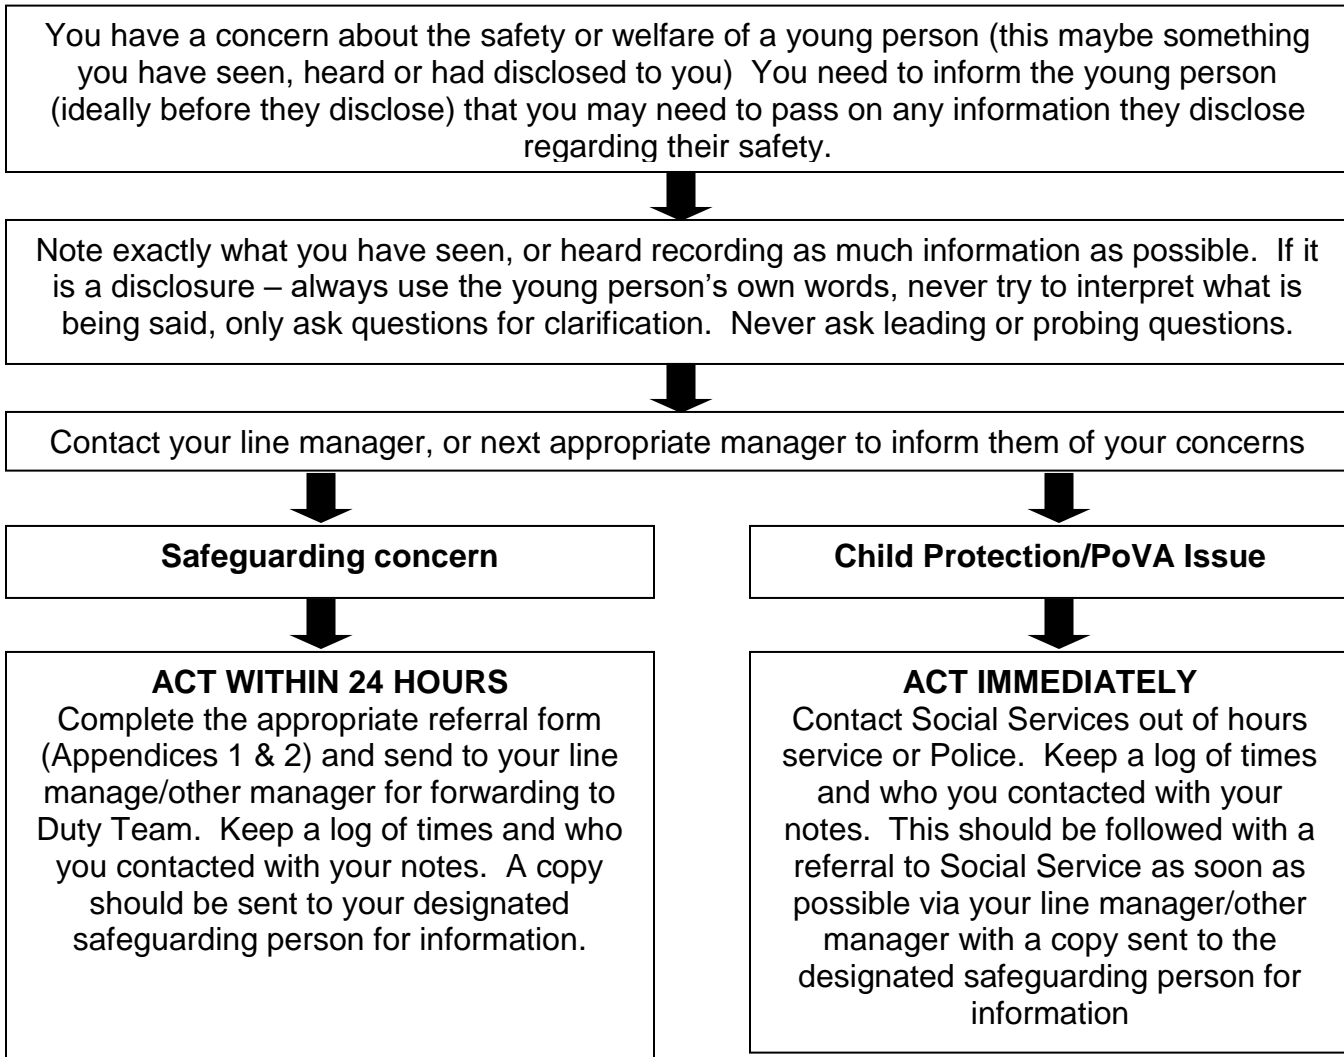 You have a concern about the safety or welfare of a young person (this maybe something
you have seen, heard or had disclosed to you)  You need to inform the young person
(ideally before they disclose) that you may need to pass on any information they disclose
regarding their safety.
Note exactly what you have seen, or heard recording as much information as possible.  If it
is a disclosure – always use the young person’s own words, never try to interpret what is
being said, only ask questions for clarification.  Never ask leading or probing questions.
Contact your line manager, or next appropriate manager to inform them of your concerns
Safeguarding concern
ACT WITHIN 24 HOURS
Complete the appropriate referral form
(Appendices 1 & 2) and send to your line
manage/other manager for forwarding to
Duty Team.  Keep a log of times and who
you contacted with your notes.  A copy
should be sent to your designated
safeguarding person for information.
Child Protection/PoVA Issue
ACT IMMEDIATELY
Contact Social Services out of hours
service or Police.  Keep a log of times
and who you contacted with your
notes.  This should be followed with a
referral to Social Service as soon as
possible via your line manager/other
manager with a copy sent to the
designated safeguarding person for
information